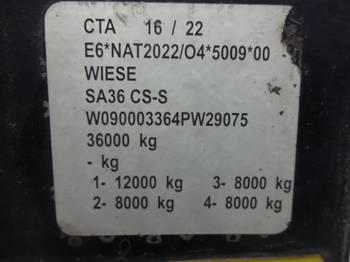 CTA 16 / 22
E6*NAT2022/O4*5009*00
WIESE
SA36 CS-S
W090003364PW29075
36000 kg
- kg
1- 12000 kg 3- 8000 kg
2- 8000 kg 4- 8000 kg